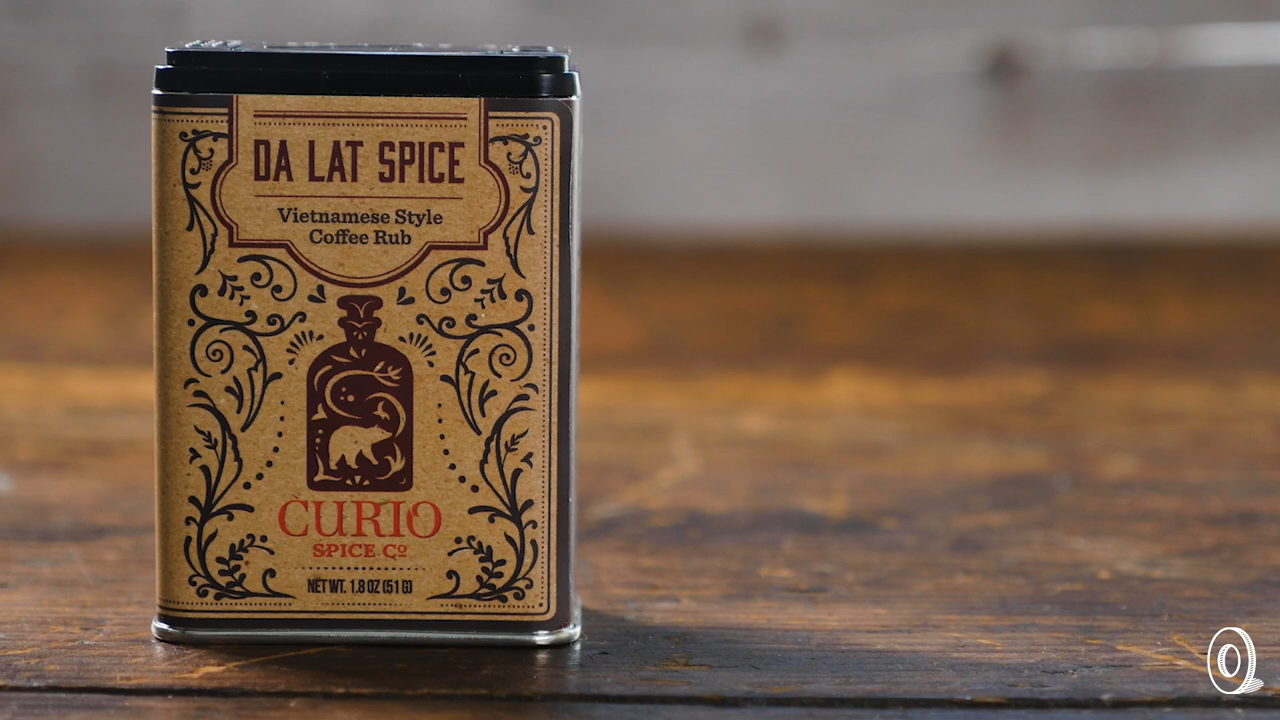 DA LAT SPICE
Vietnamese Style
Coffee Rub
CURIO
SPICE Cº
NET WT. 1.8 OZ (51 G)